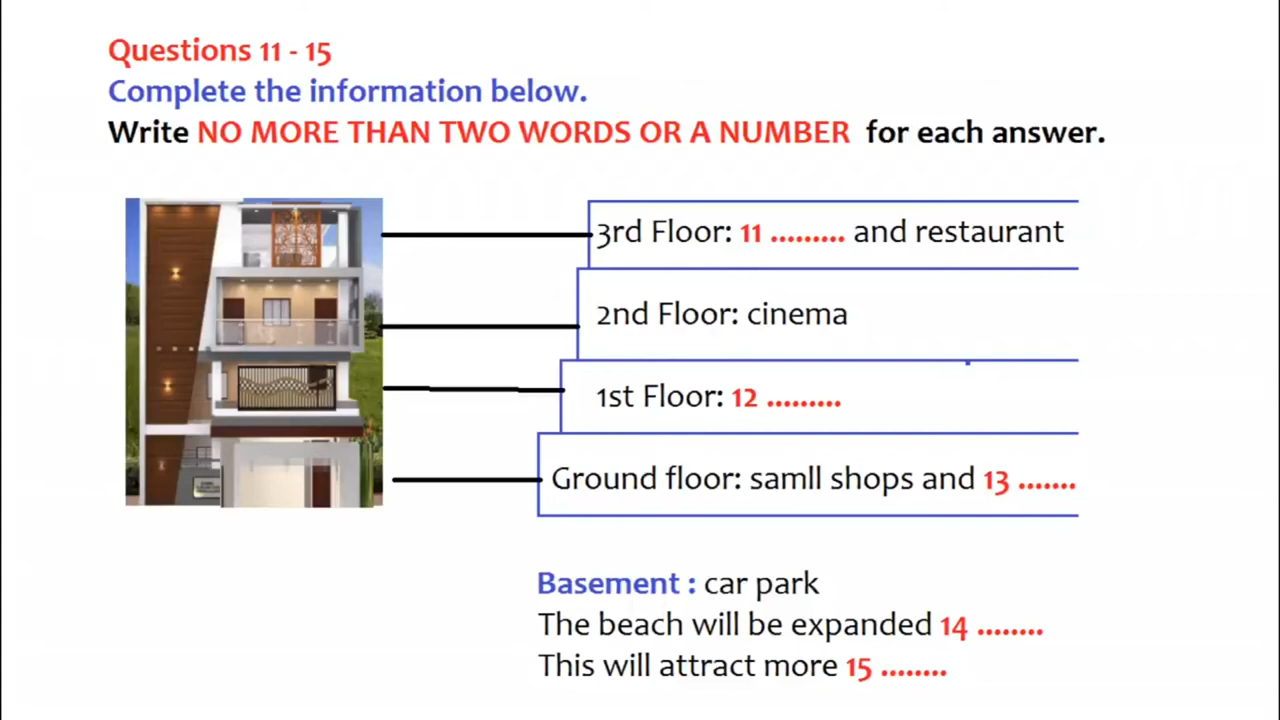 Questions 11 - 15
Complete the information below.
Write NO MORE THAN TWO WORDS OR A NUMBER for each answer.
3rd Floor: 11 ......... and restaurant
2nd Floor: cinema
1st Floor: 12 .........
Ground floor: samll shops and 13 .......
Basement : car park
The beach will be expanded 14 ........
This will attract more 15 ........